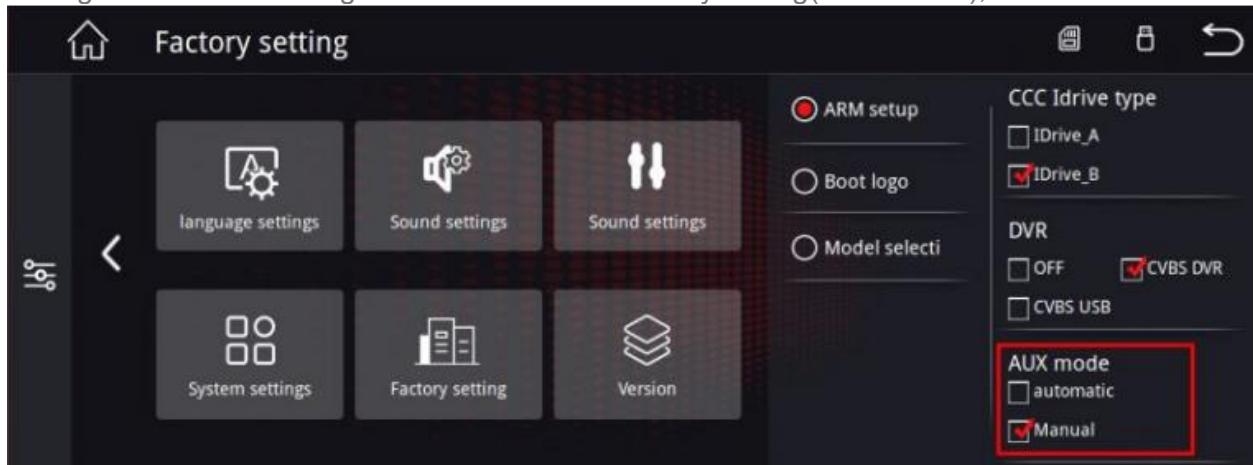 Factory setting
language settings
Sound settings
Sound settings
System settings
Factory setting
Version
ARM setup
Boot logo
Model selecti
CCC Idrive type
IDrive_A
IDrive_B
DVR
OFF CVBS DVR
CVBS USB
AUX mode
automatic
Manual